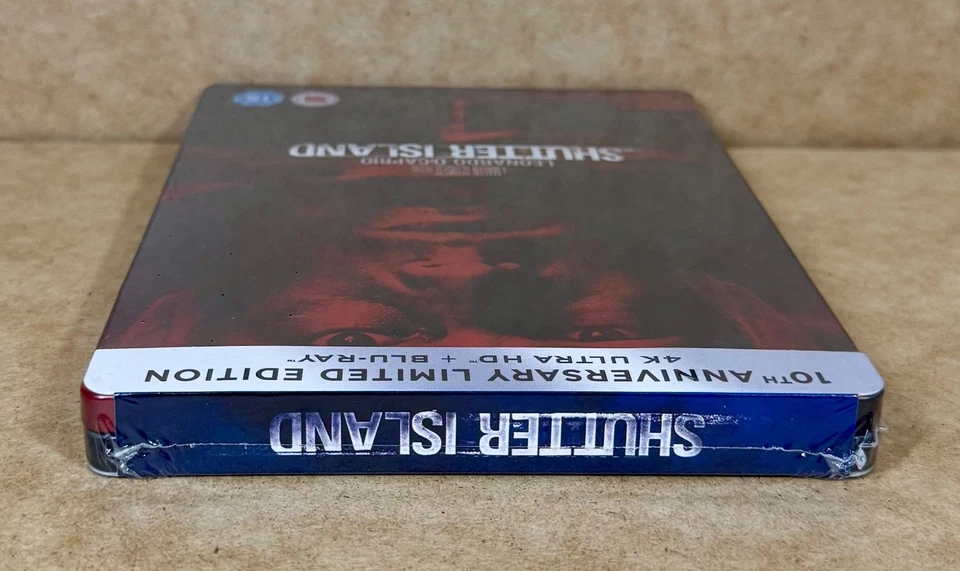 SHUTTER ISLAND
10TH ANNIVERSARY LIMITED EDITION
4K ULTRA HD™ + BLU-RAY™
LEONARDO DiCAPRIO
SHUTTER ISLAND